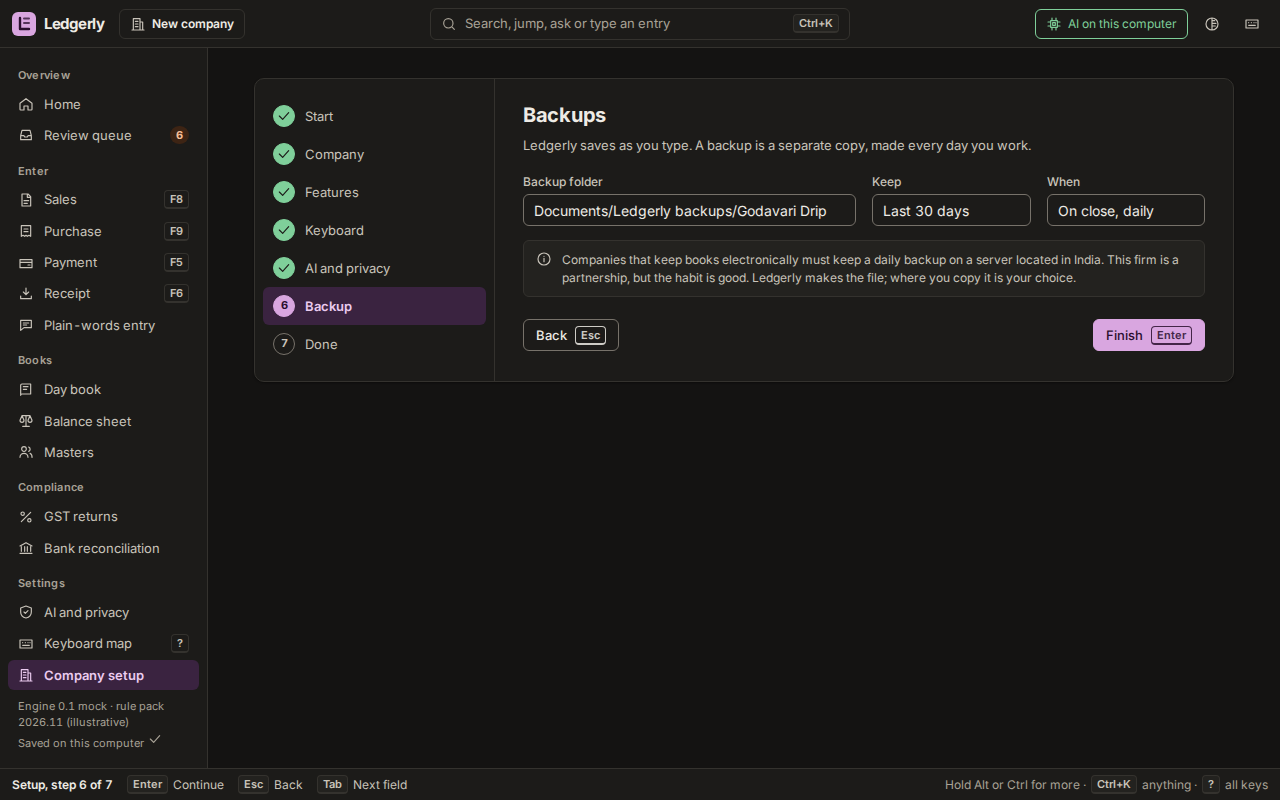 Ledgerly
New company
Search, jump, ask or type an entry
Ctrl+K
AI on this computer
Overview
Home
Review queue 6
Enter
Sales F8
Purchase F9
Payment F5
Receipt F6
Plain-words entry
Books
Day book
Balance sheet
Masters
Compliance
GST returns
Bank reconciliation
Settings
AI and privacy
Keyboard map ?
Company setup
Engine 0.1 mock · rule pack
2026.11 (illustrative)
Saved on this computer
Start
Company
Features
Keyboard
AI and privacy
6 Backup
7 Done
Backups
Ledgerly saves as you type. A backup is a separate copy, made every day you work.
Backup folder
Documents/Ledgerly backups/Godavari Drip
Keep
Last 30 days
When
On close, daily
Companies that keep books electronically must keep a daily backup on a server located in India. This firm is a
partnership, but the habit is good. Ledgerly makes the file; where you copy it is your choice.
Back Esc
Finish Enter
Setup, step 6 of 7 Enter Continue Esc Back Tab Next field
Hold Alt or Ctrl for more · Ctrl+K anything · ? all keys